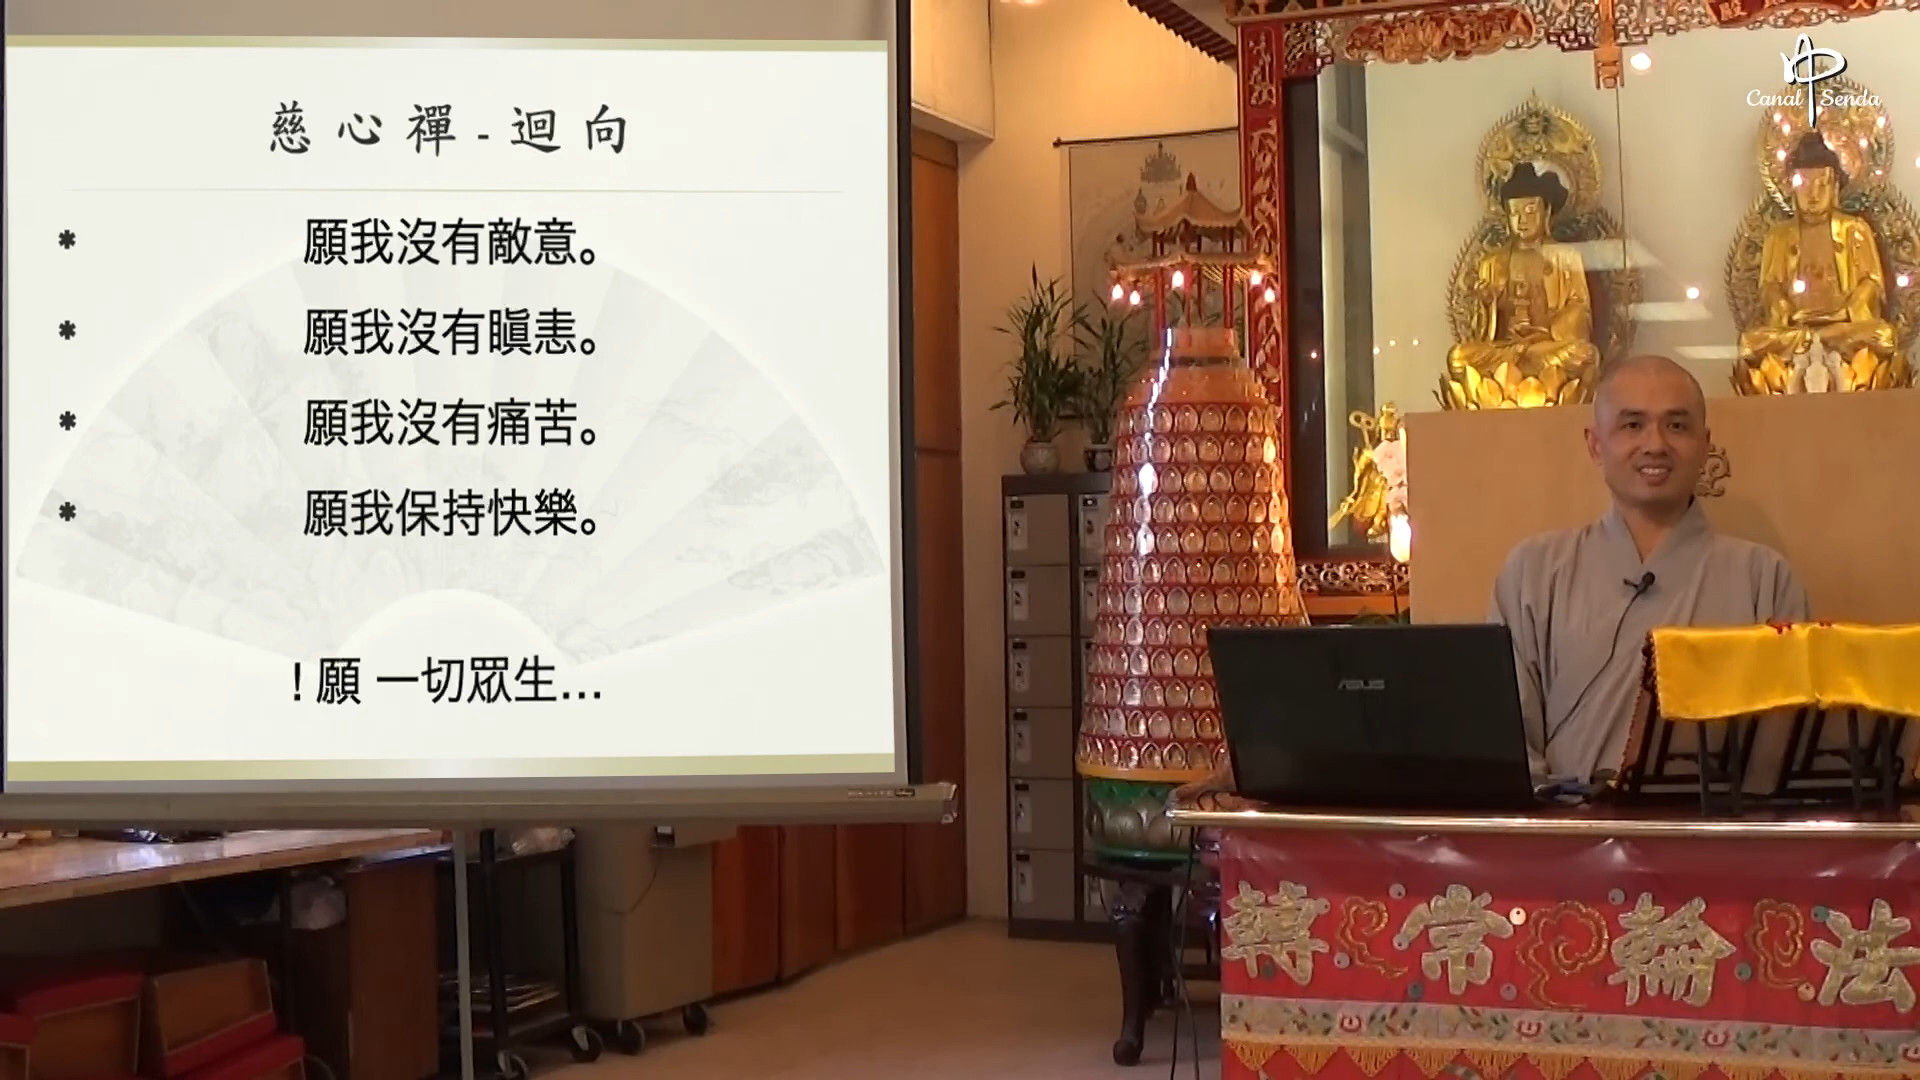 慈心禪-迴向
* 願我沒有敵意。
* 願我沒有瞋恚。
* 願我沒有痛苦。
* 願我保持快樂。
! 願 一切眾生...
Canal Senda
ASUS
轉常輪法